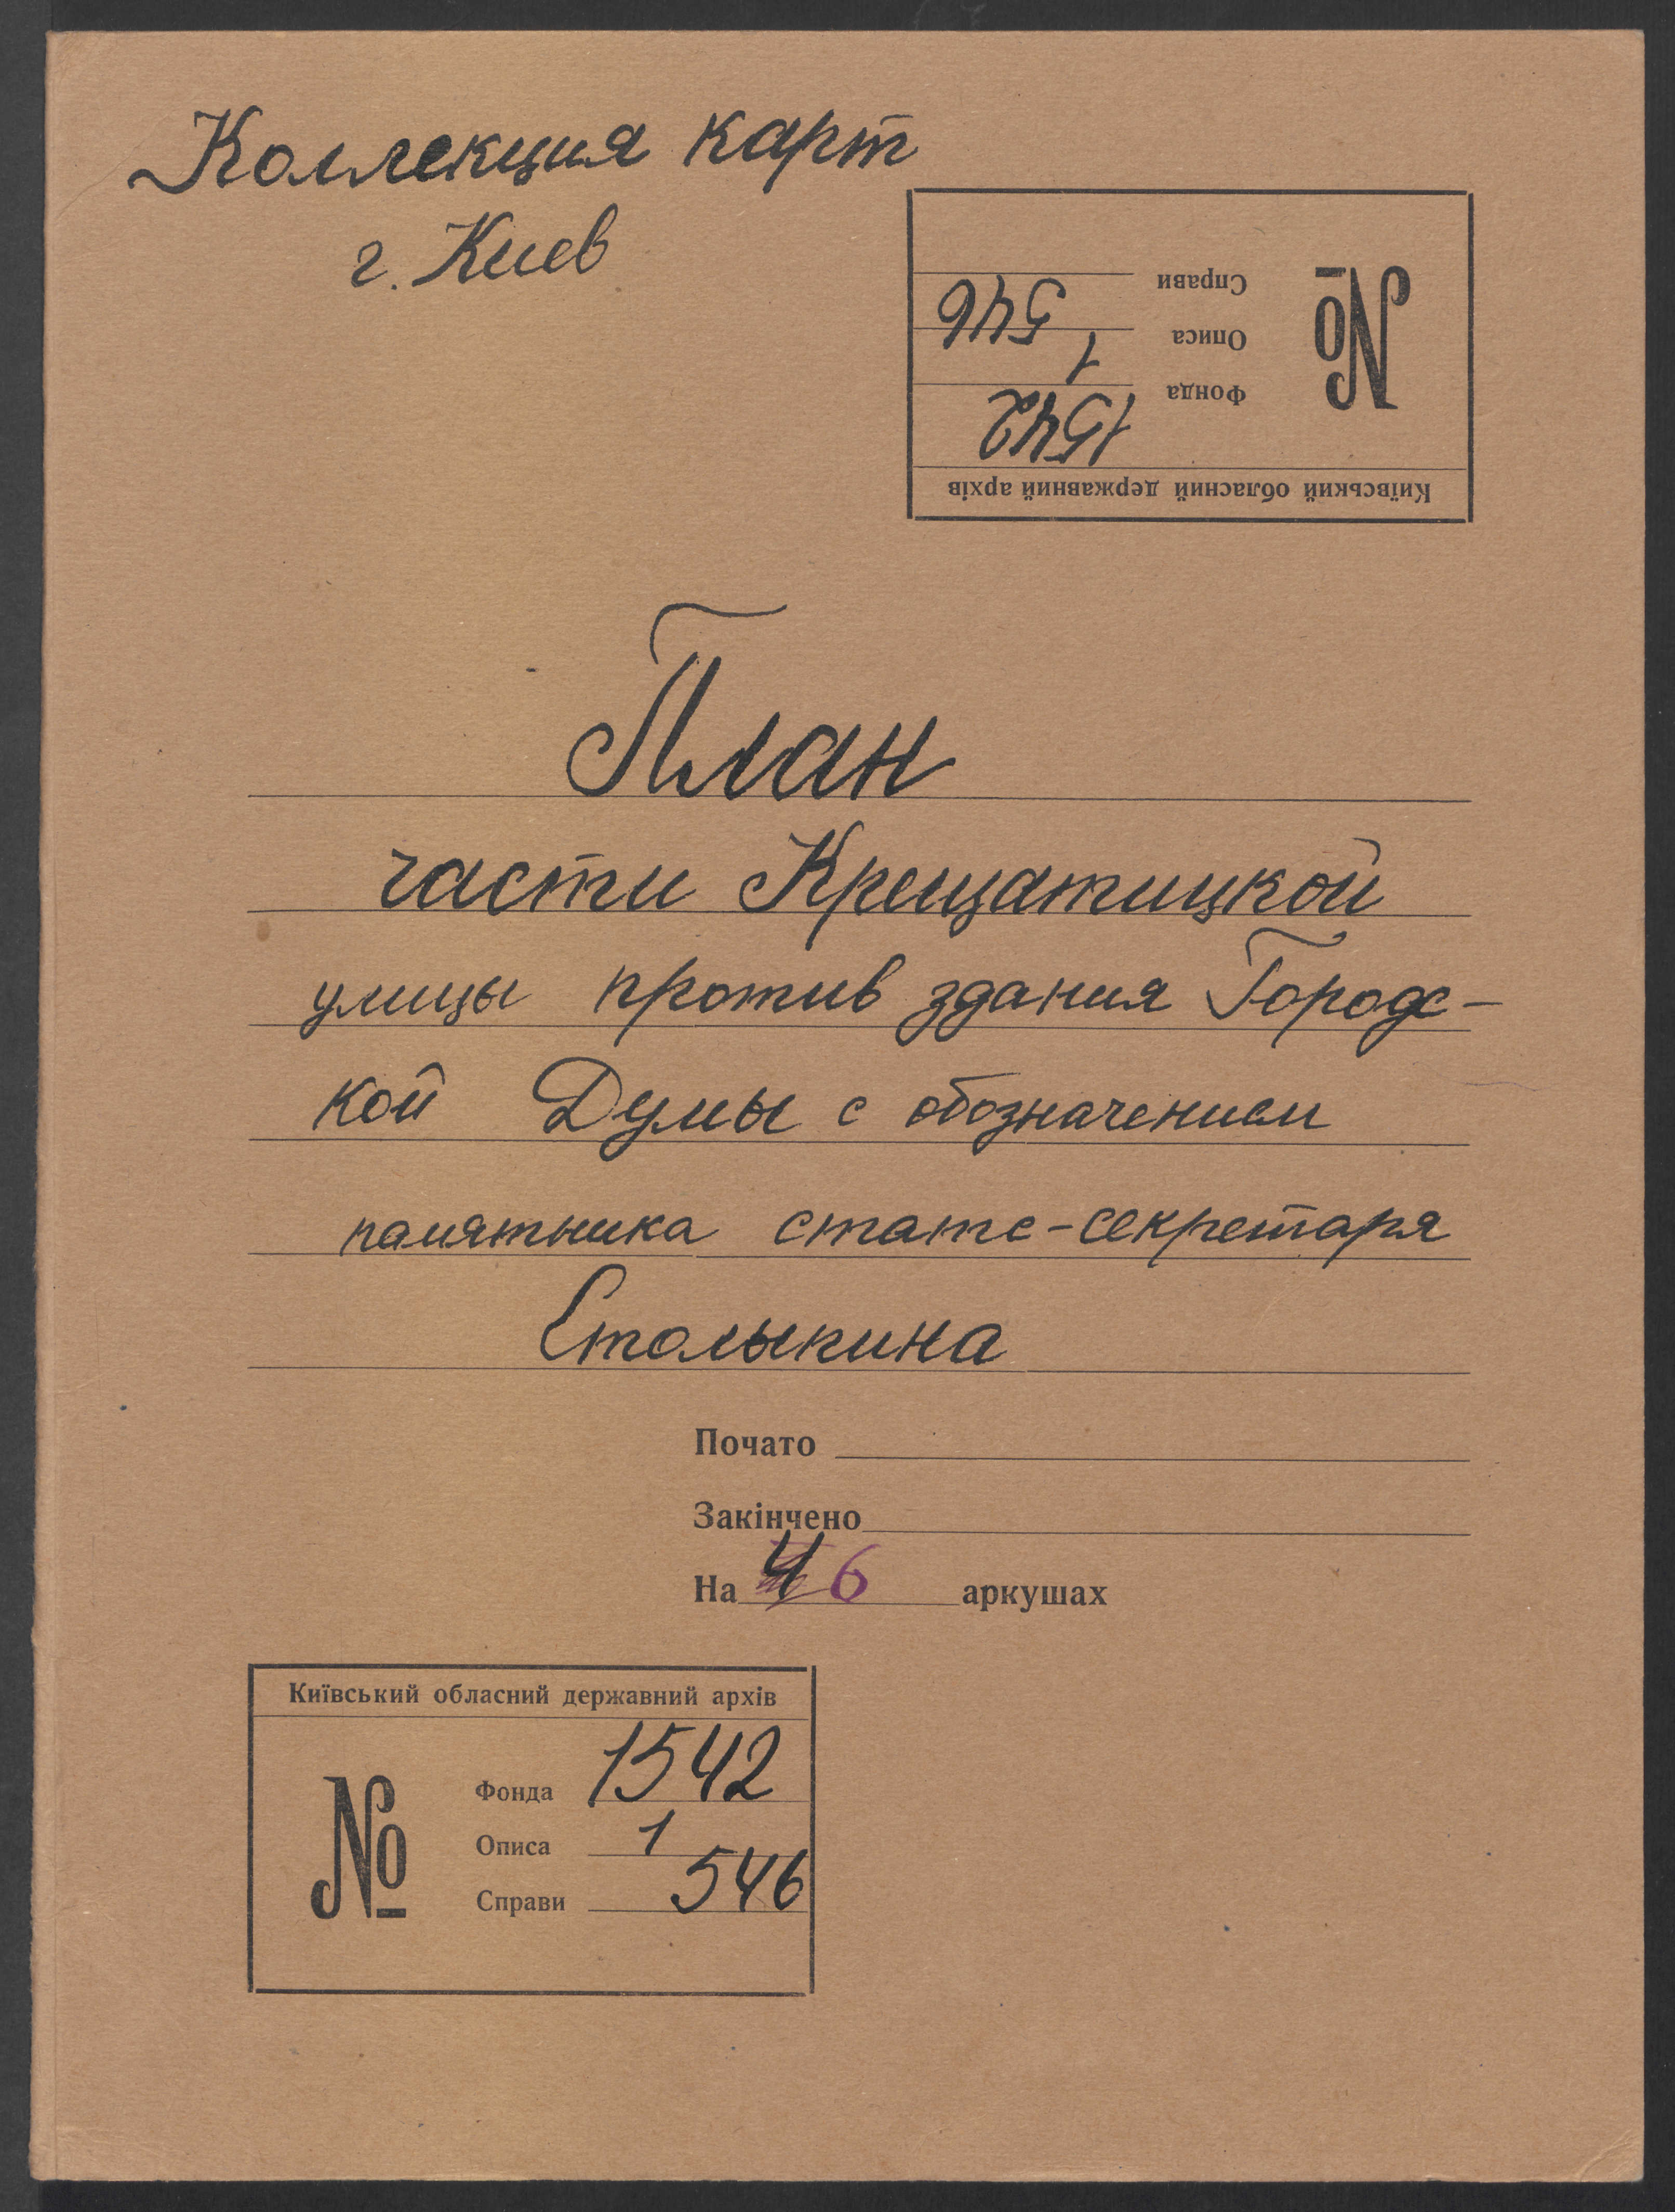 Коллекция карт
г. Киев
Київський обласний державний архів
№
Фонда 1542
Описа 1
Справи 546
План
части Крещатицкой
улицы против здания Городс-
кой Думы с обозначением
памятника статс-секретаря
Столыпина
Почато
Закінчено
На 4 6 аркушах
Київський обласний державний архів
№
Фонда 1542
Описа 1
Справи 546